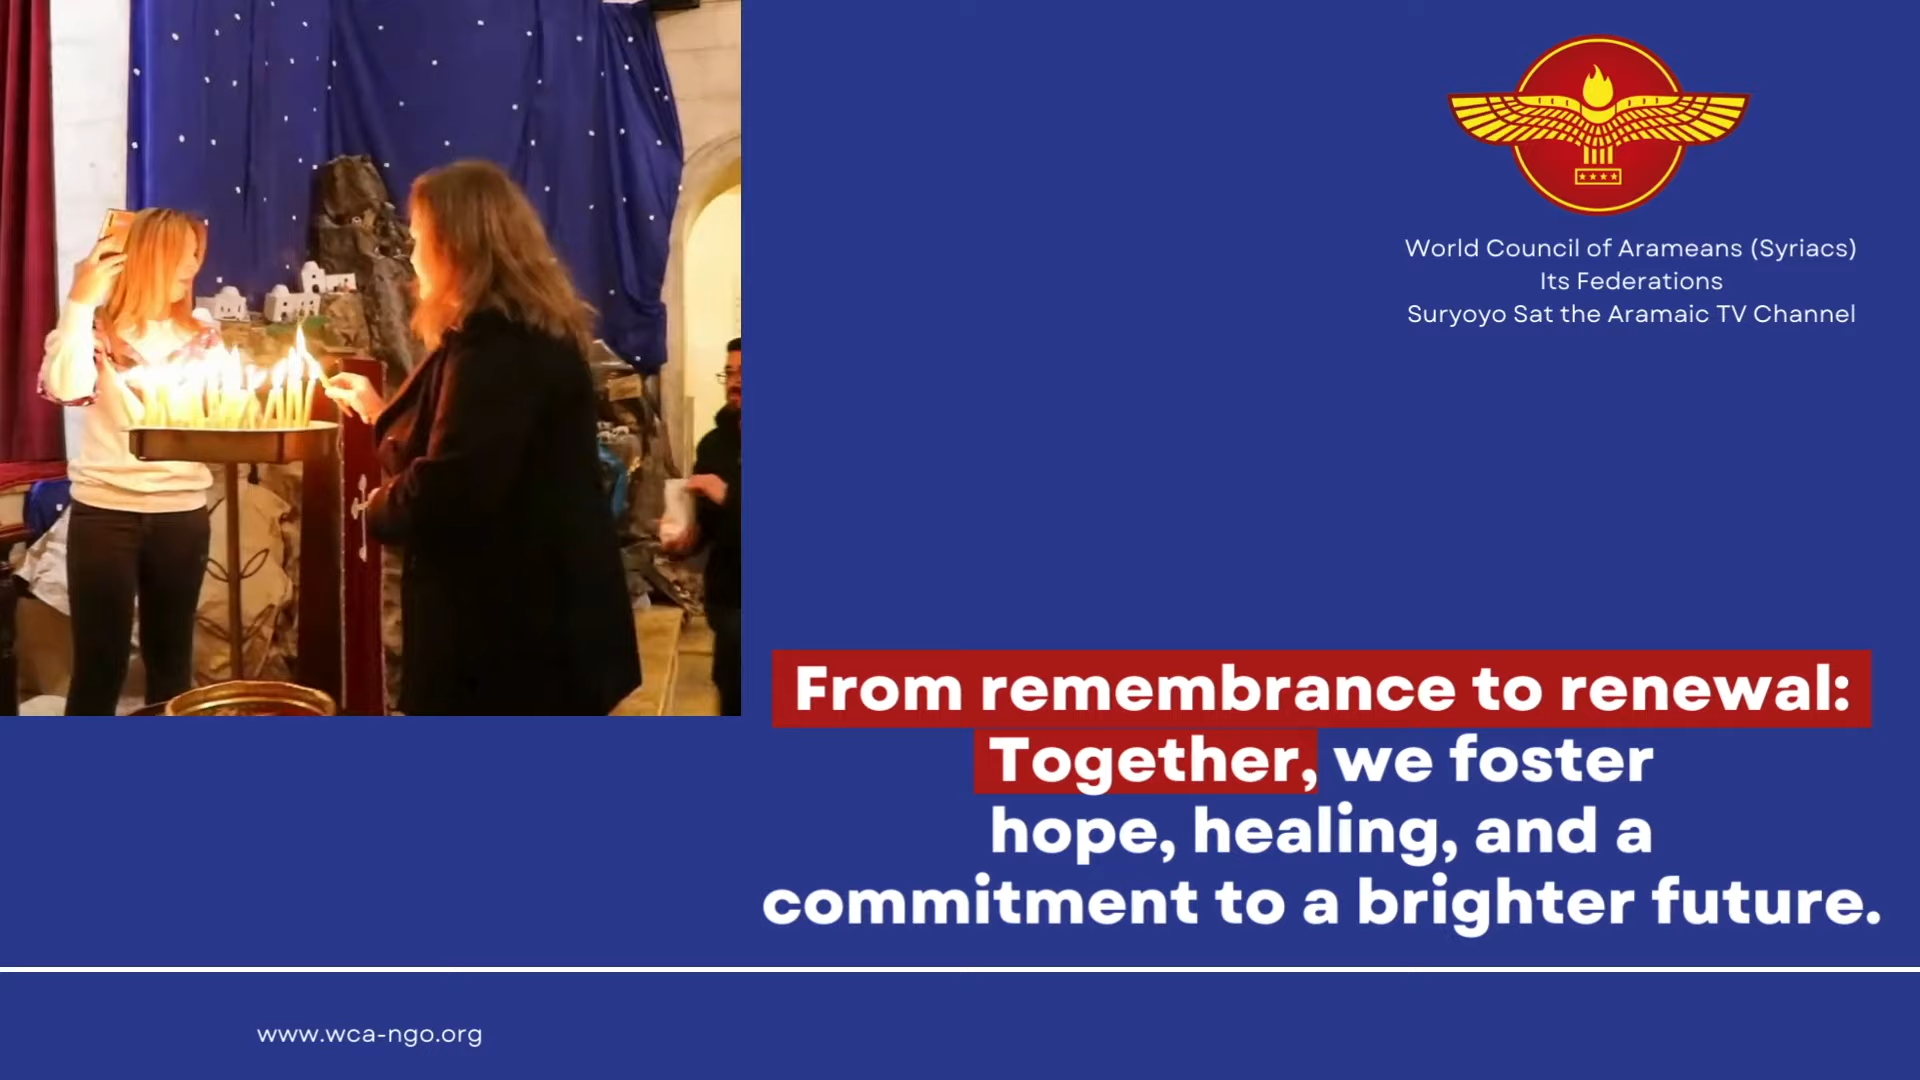 World Council of Arameans (Syriacs)
Its Federations
Suryoyo Sat the Aramaic TV Channel
From remembrance to renewal:
Together, we foster
hope, healing, and a
commitment to a brighter future.
www.wca-ngo.org